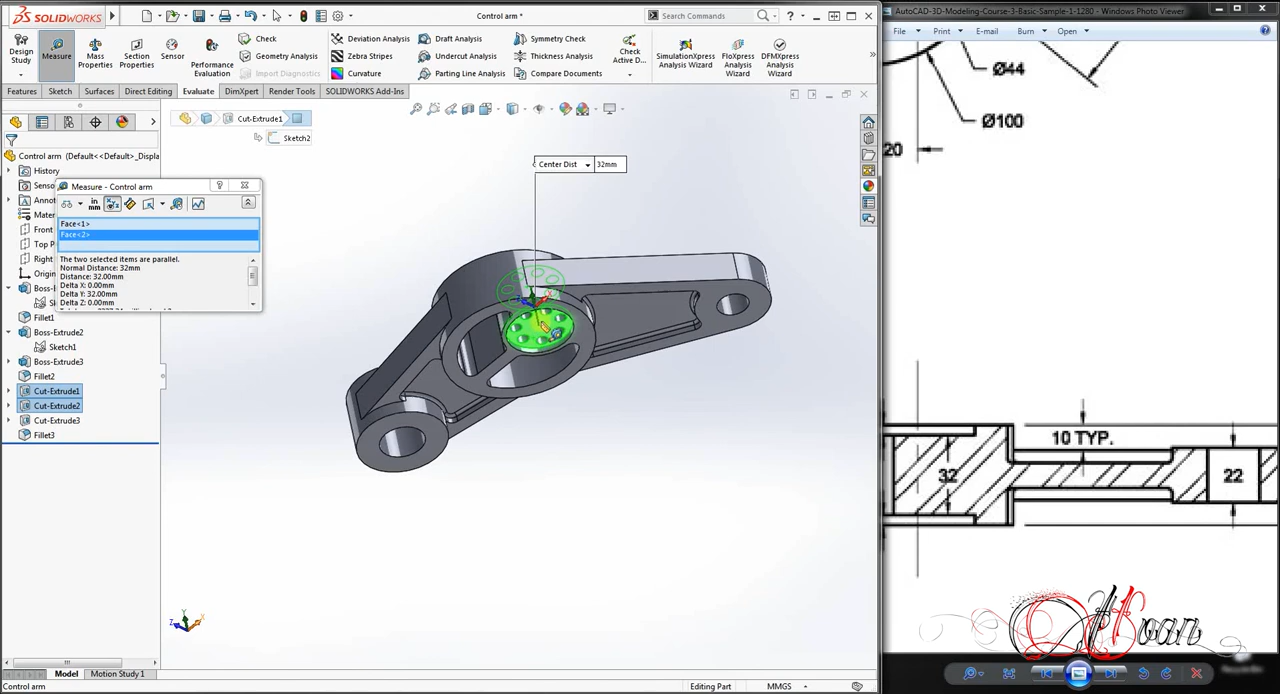 SOLIDWORKS
Control arm *
Search Commands
AutoCAD-3D-Modeling-Course-3-Basic-Sample-1-1280 - Windows Photo Viewer
File Print E-mail Burn Open
Design Study
Measure
Mass Properties
Section Properties
Sensor
Performance Evaluation
Check
Geometry Analysis
Import Diagnostics
Deviation Analysis
Zebra Stripes
Curvature
Draft Analysis
Undercut Analysis
Parting Line Analysis
Symmetry Check
Thickness Analysis
Compare Documents
Check Active D...
SimulationXpress Analysis Wizard
FloXpress Analysis Wizard
DFMXpress Analysis Wizard
Features Sketch Surfaces Direct Editing Evaluate DimXpert Render Tools SOLIDWORKS Add-Ins
Cut-Extrude1
Sketch2
Control arm (Default<<Default>_Displa
History
Senso
Annot
Mater
Front
Top P
Right
Origin
Boss-E
Sk
Fillet1
Boss-Extrude2
Sketch1
Boss-Extrude3
Fillet2
Cut-Extrude1
Cut-Extrude2
Cut-Extrude3
Fillet3
Measure - Control arm
in
mm
Face<1>
Face<2>
The two selected items are parallel.
Normal Distance: 32mm
Distance: 32.00mm
Delta X: 0.00mm
Delta Y: 32.00mm
Delta Z: 0.00mm
Center Dist 32mm
Ø44
Ø100
20
10 TYP.
32
22
Model Motion Study 1
Control arm
Editing Part
MMGS